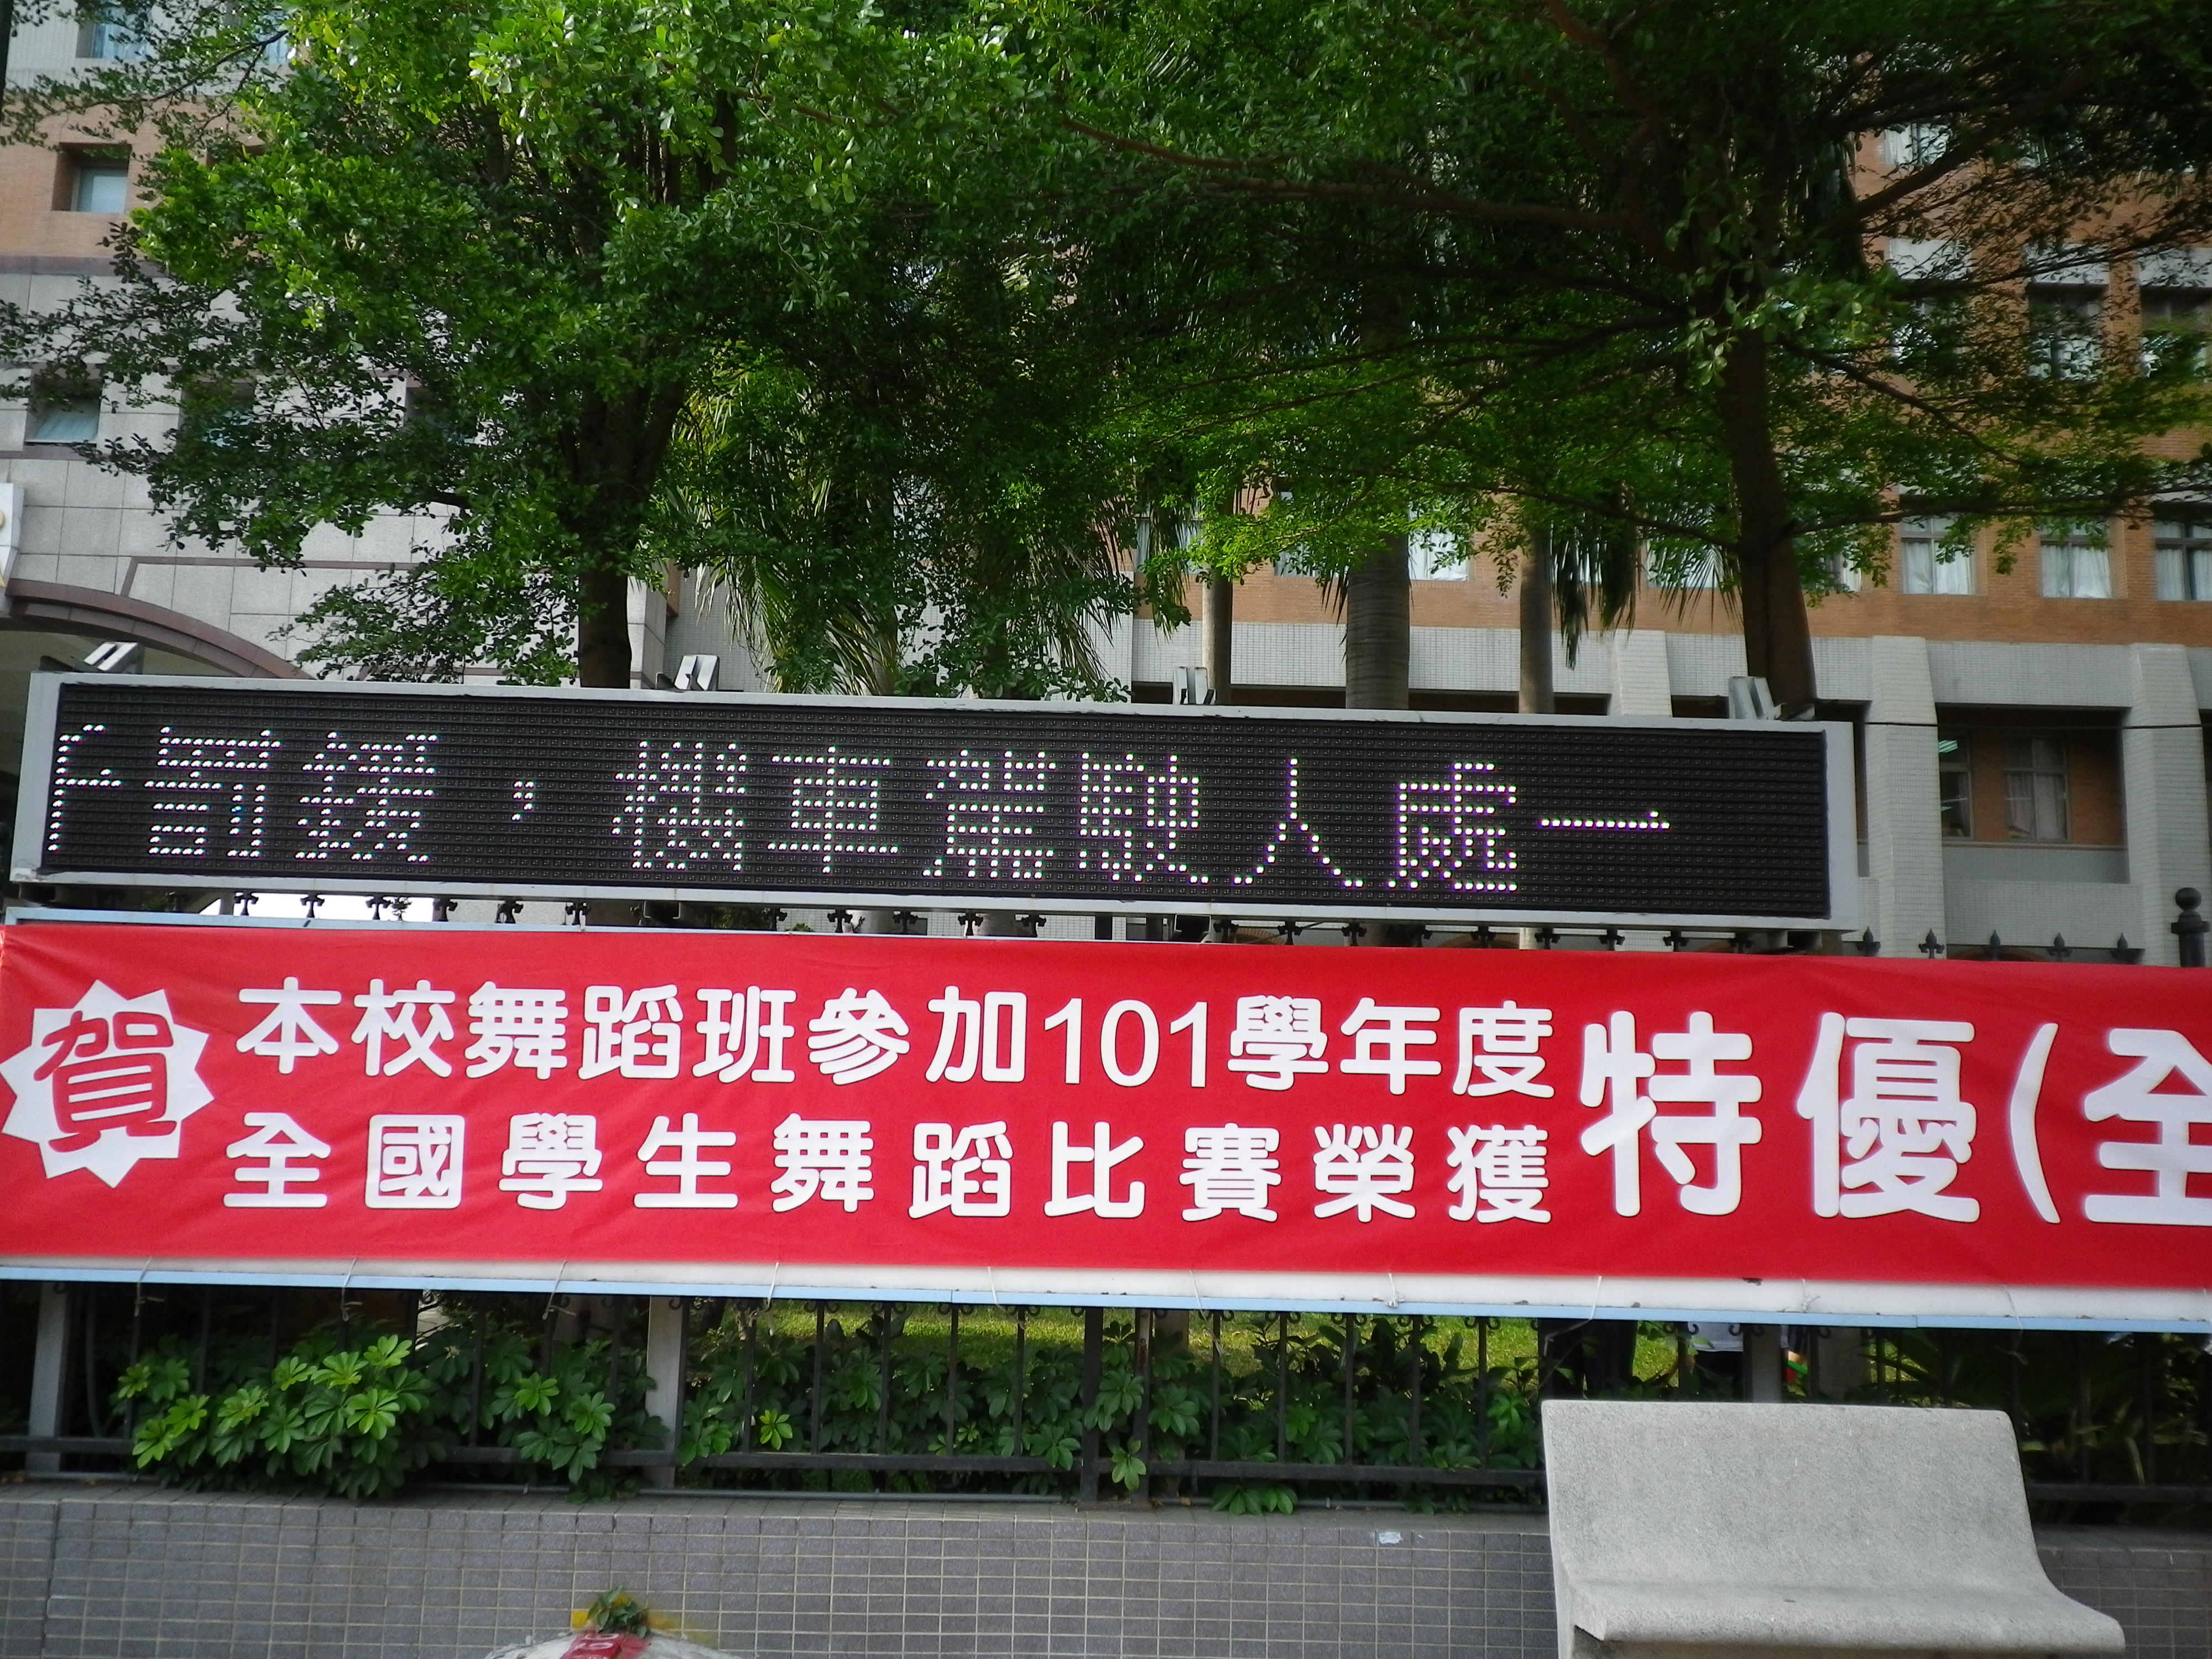 罰鍰，機車駕駛人處一
賀
本校舞蹈班參加101學年度
全國學生舞蹈比賽榮獲
特優(全